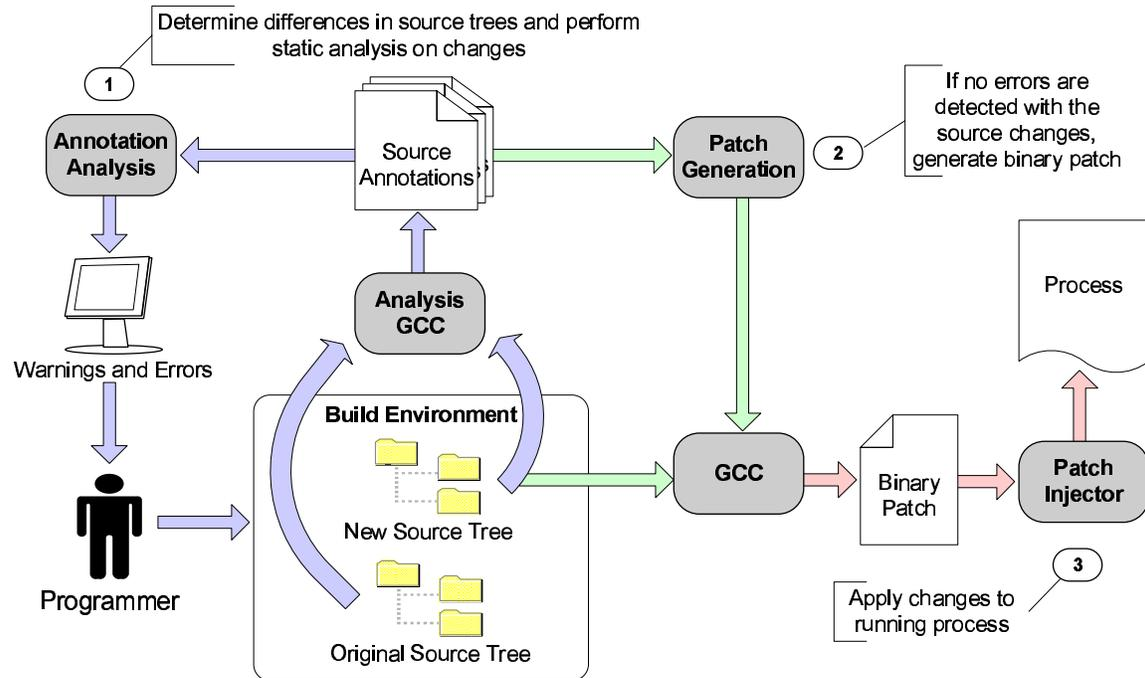 Determine differences in source trees and perform
static analysis on changes
1
Annotation
Analysis
Source
Annotations
s
Patch
Generation
2
If no errors are
detected with the
source changes,
generate binary patch
Process
Analysis
GCC
Warnings and Errors
Build Environment
New Source Tree
Original Source Tree
Programmer
GCC
Binary
Patch
Patch
Injector
3
Apply changes to
running process